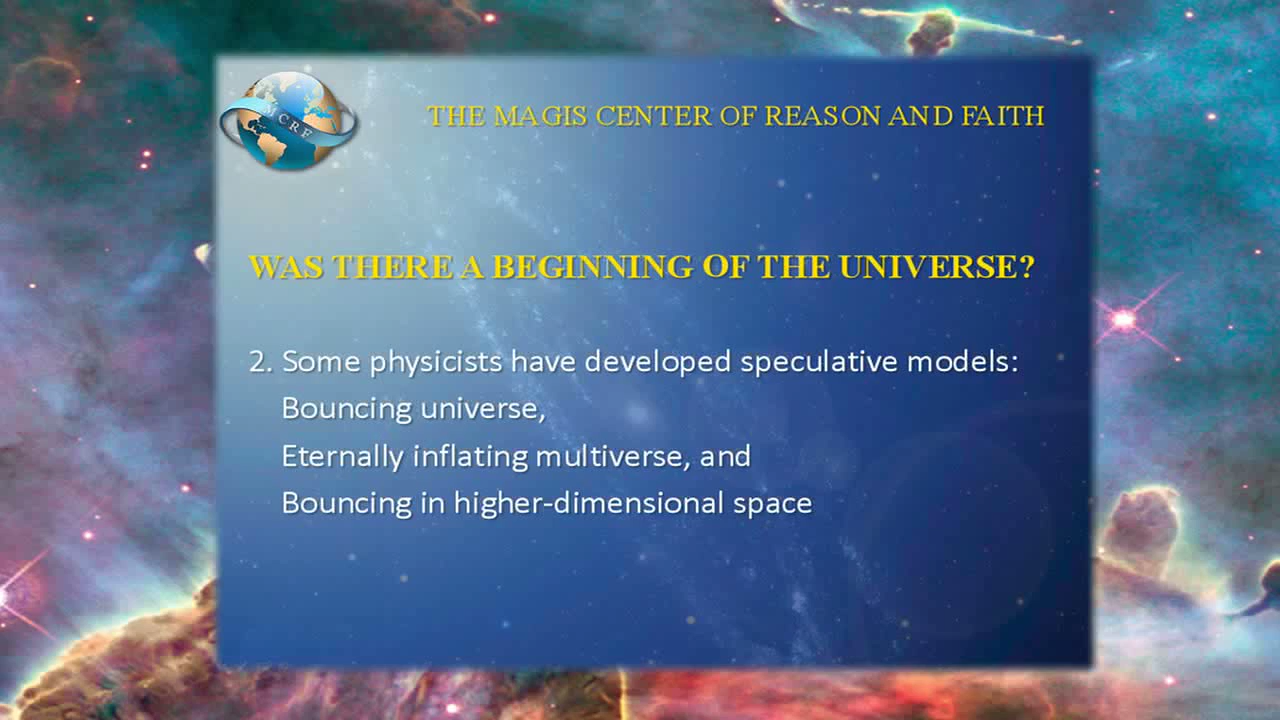 MCRF
THE MAGIS CENTER OF REASON AND FAITH
WAS THERE A BEGINNING OF THE UNIVERSE?
2. Some physicists have developed speculative models:
Bouncing universe,
Eternally inflating multiverse, and
Bouncing in higher-dimensional space